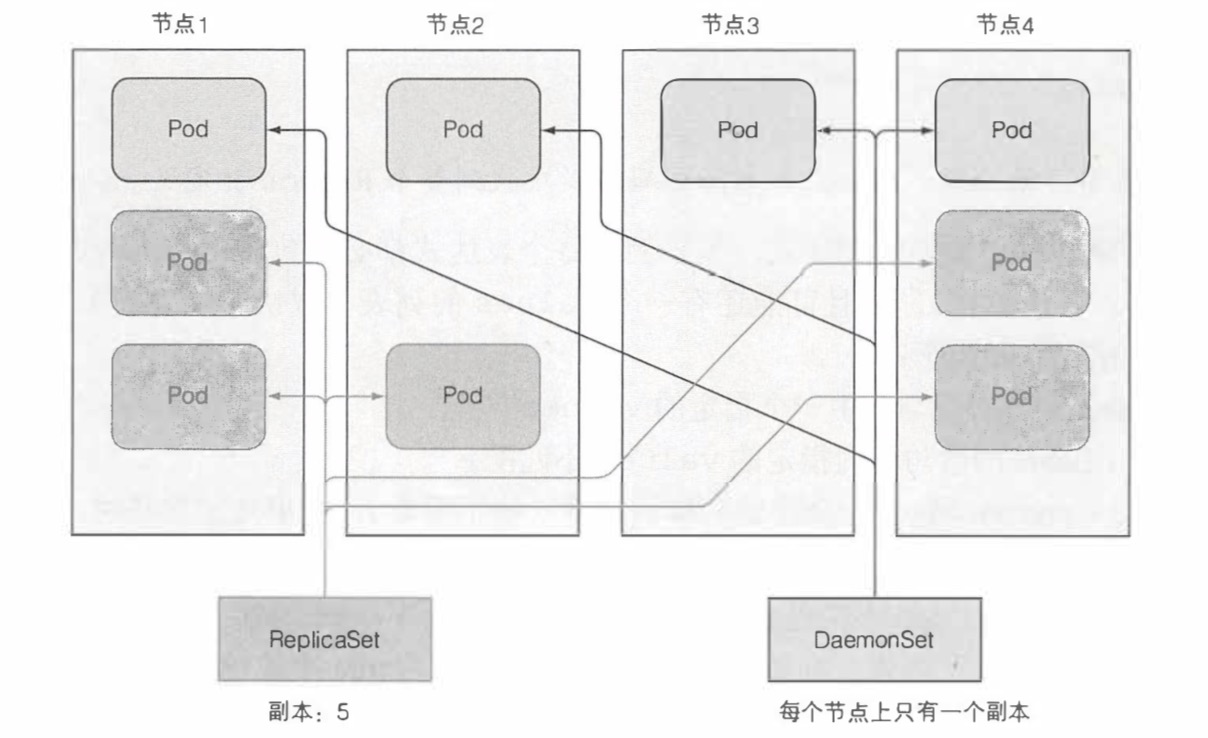 节点1 节点2 节点3 节点4
Pod Pod Pod Pod
Pod Pod
Pod Pod Pod
ReplicaSet DaemonSet
副本：5 每个节点上只有一个副本